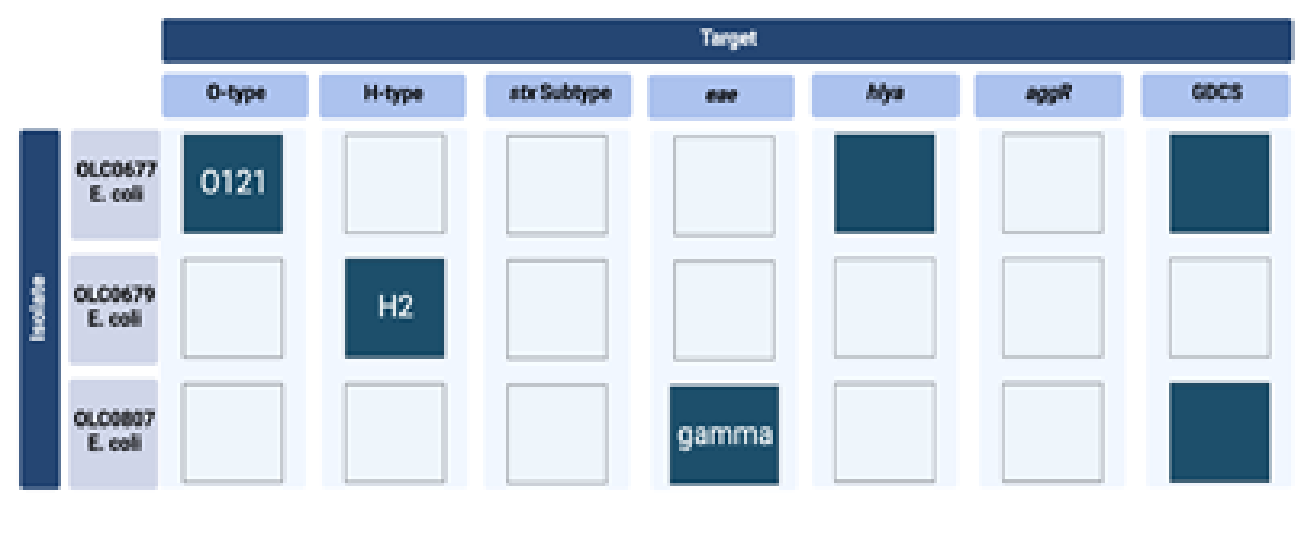 Target
O-type H-type stx Subtype eae hlya aggR GDCS
Isolate
OLC0677
E. coli
O121
OLC0679
E. coli
H2
OLC0807
E. coli
gamma